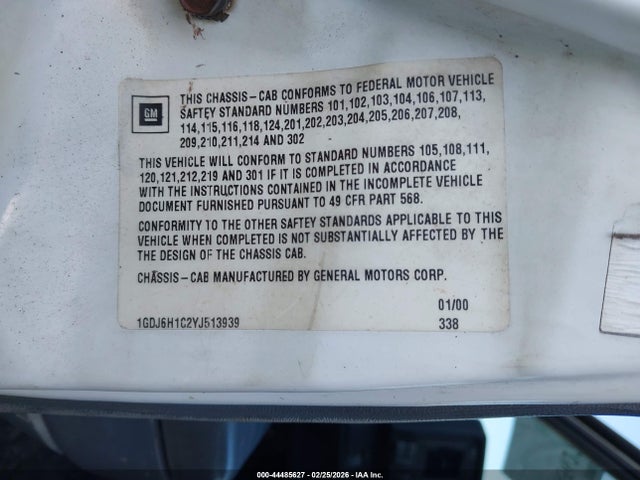 GM
THIS CHASSIS-CAB CONFORMS TO FEDERAL MOTOR VEHICLE
SAFTEY STANDARD NUMBERS 101,102,103,104,106,107,113,
114,115,116,118,124,201,202,203,204,205,206,207,208,
209,210,211,214 AND 302
THIS VEHICLE WILL CONFORM TO STANDARD NUMBERS 105,108,111,
120,121,212,219 AND 301 IF IT IS COMPLETED IN ACCORDANCE
WITH THE INSTRUCTIONS CONTAINED IN THE INCOMPLETE VEHICLE
DOCUMENT FURNISHED PURSUANT TO 49 CFR PART 568.
CONFORMITY TO THE OTHER SAFTEY STANDARDS APPLICABLE TO THIS
VEHICLE WHEN COMPLETED IS NOT SUBSTANTIALLY AFFECTED BY THE
THE DESIGN OF THE CHASSIS CAB.
CHASSIS-CAB MANUFACTURED BY GENERAL MOTORS CORP.
01/00
1GDJ6H1C2YJ513939 338
000-44485627 - 02/25/2026 - IAA Inc.